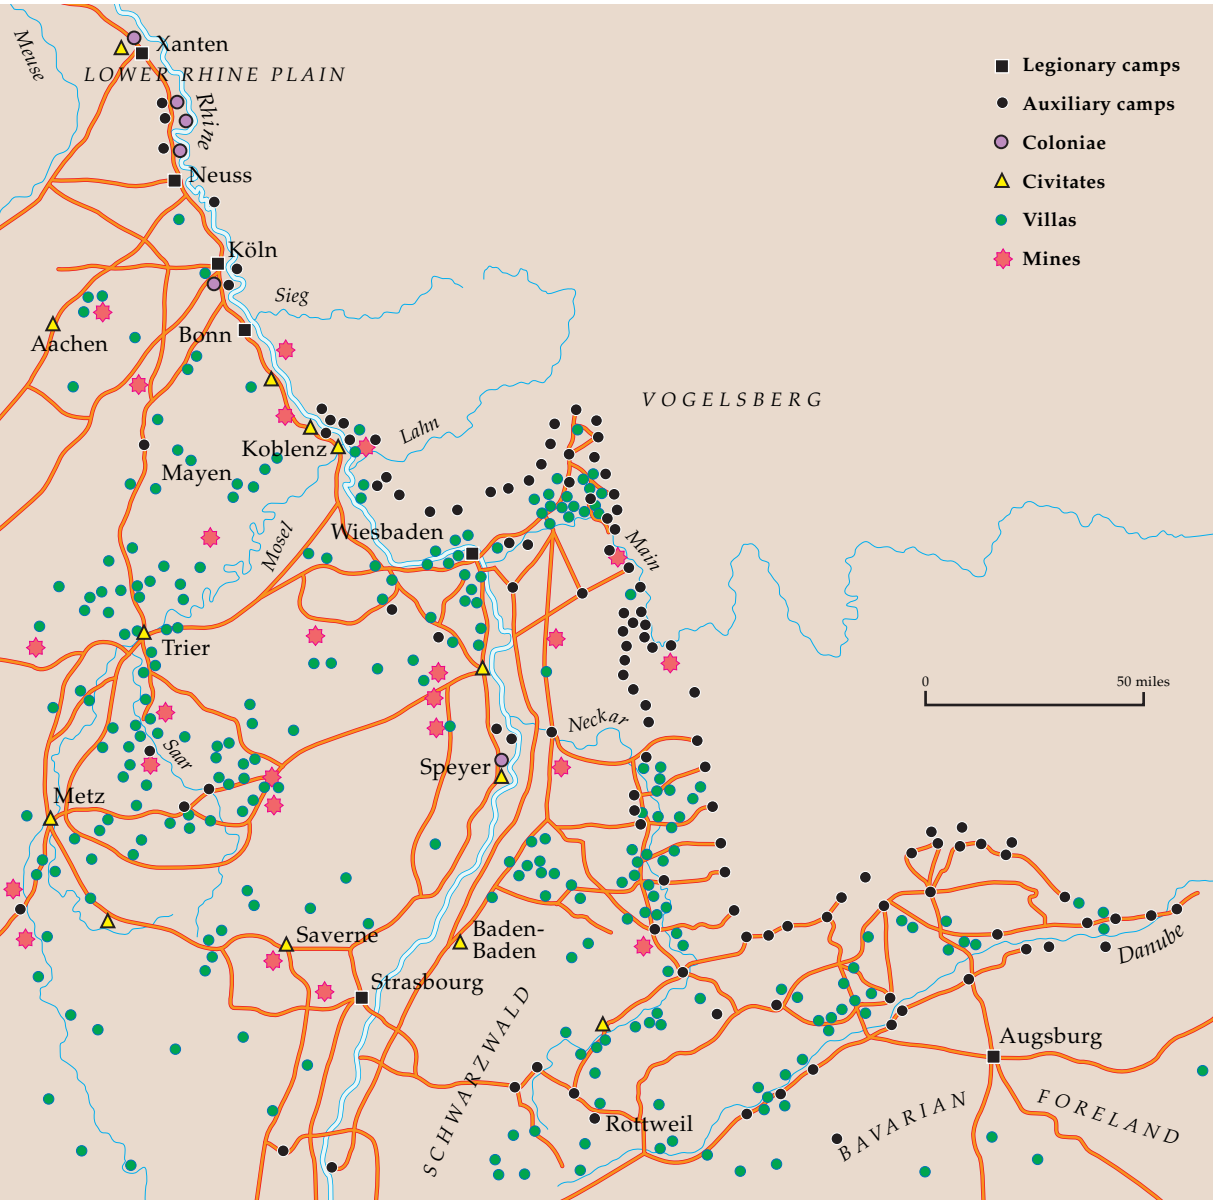 Meuse
Xanten
LOWER RHINE PLAIN
Rhine
Neuss
Köln
Sieg
Bonn
Aachen
VOGELSBERG
Lahn
Koblenz
Mayen
Wiesbaden
Mosel
Main
Trier
Neckar
Saar
Speyer
Metz
Saverne
Baden-
Baden
Strasbourg
SCHWARZWALD
Danube
Augsburg
Rottweil
BAVARIAN FORELAND
Legionary camps
Auxiliary camps
Coloniae
Civitates
Villas
Mines
0 50 miles